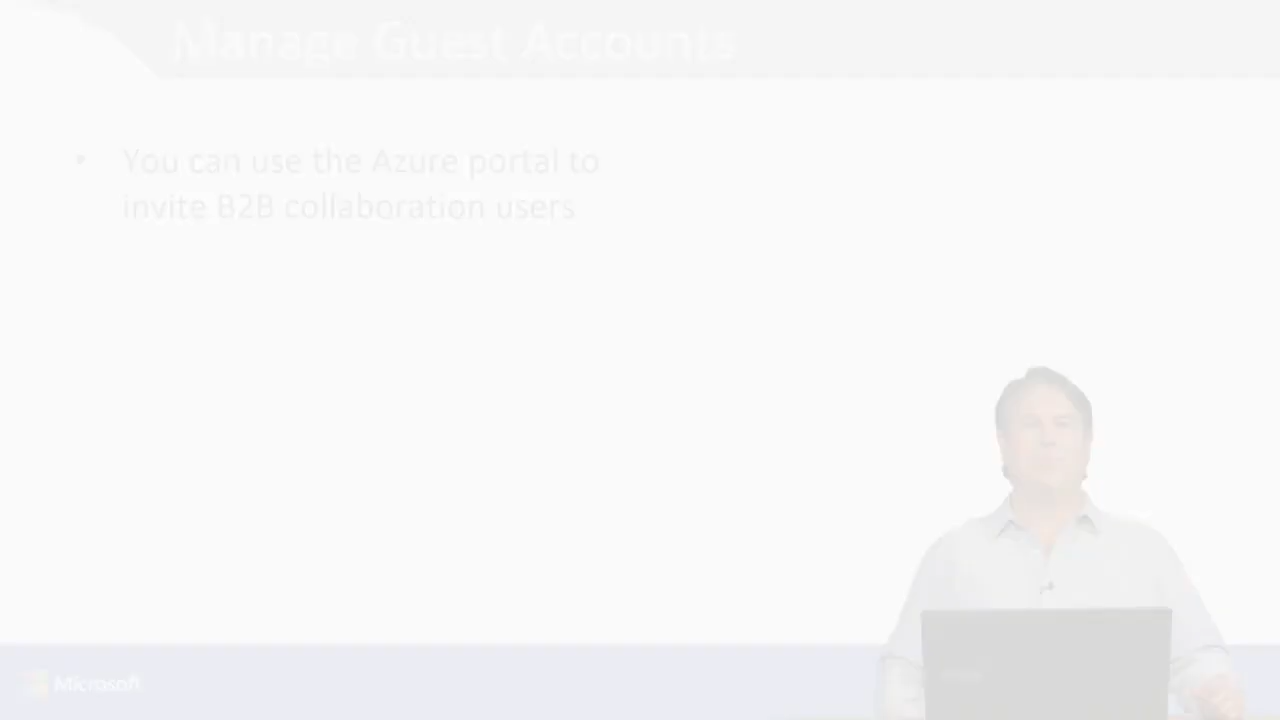 Manage Guest Accounts
• You can use the Azure portal to
invite B2B collaboration users
Microsoft